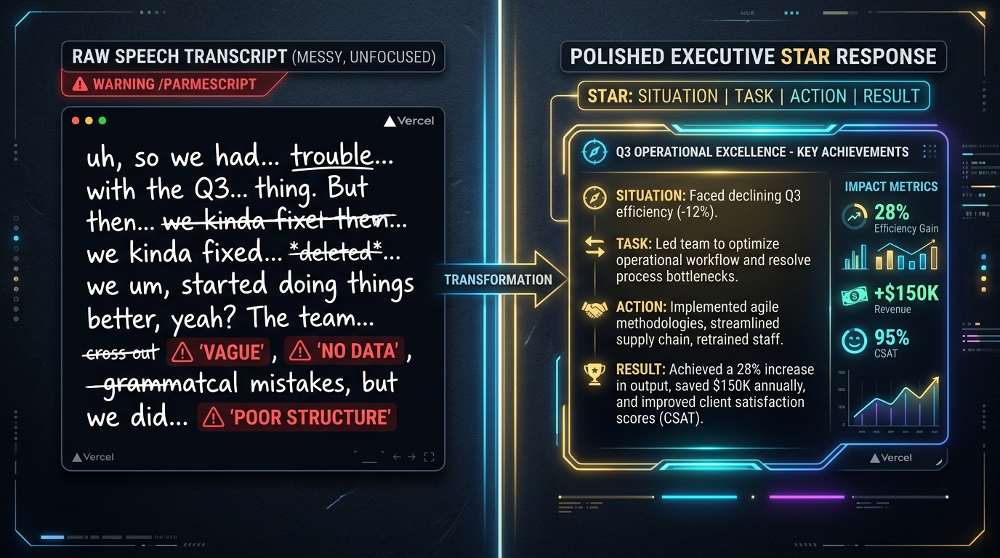 RAW SPEECH TRANSCRIPT (MESSY, UNFOCUSED)
WARNING /PARMESCRIPT
Vercel
uh, so we had... trouble...
with the Q3... thing. But
then... we kinda fixet then...
we kinda fixed... *deleted*...
we um, started doing things
better, yeah? The team...
cross out 'VAGUE', 'NO DATA',
grammatcal mistakes, but
we did... 'POOR STRUCTURE'
Vercel
TRANSFORMATION
POLISHED EXECUTIVE STAR RESPONSE
STAR: SITUATION | TASK | ACTION | RESULT
Q3 OPERATIONAL EXCELLENCE - KEY ACHIEVEMENTS
SITUATION: Faced declining Q3
efficiency (-12%).
TASK: Led team to optimize
operational workflow and resolve
process bottlenecks.
ACTION: Implemented agile
methodologies, streamlined
supply chain, retrained staff.
RESULT: Achieved a 28% increase
in output, saved $150K annually,
and improved client satisfaction
scores (CSAT).
IMPACT METRICS
28%
Efficiency Gain
+$150K
Revenue
95%
CSAT
Vercel